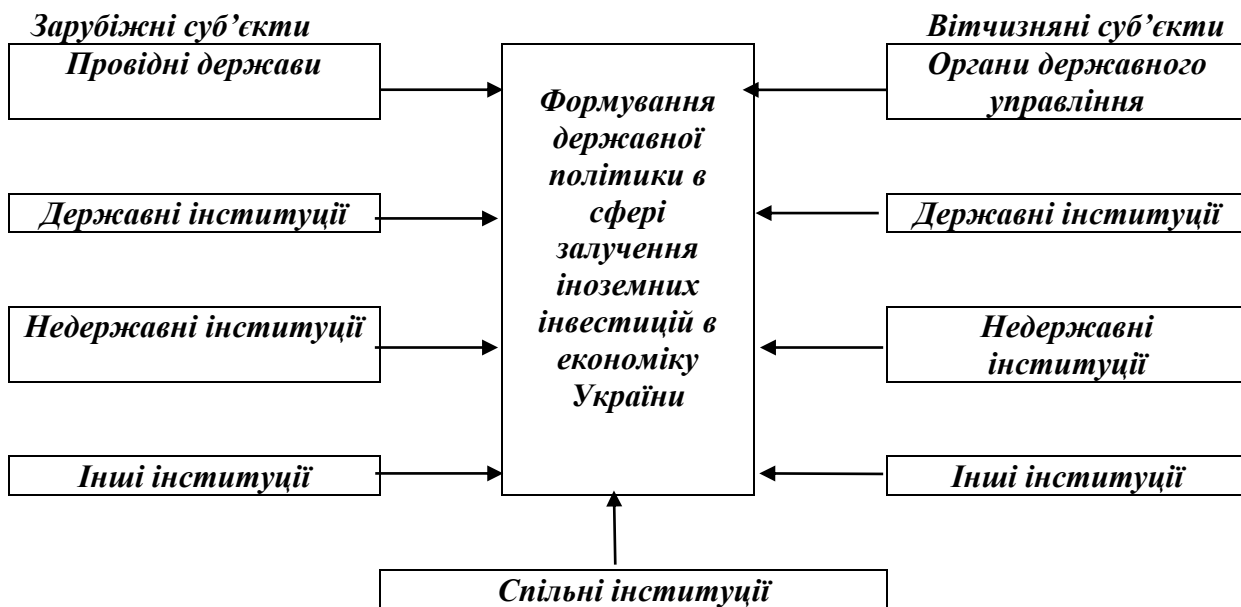 Зарубіжні суб’єкти
Провідні держави
Державні інституції
Недержавні інституції
Інші інституції
Формування
державної
політики в
сфері
залучення
іноземних
інвестицій в
економіку
України
Вітчизняні суб’єкти
Органи державного
управління
Державні інституції
Недержавні
інституції
Інші інституції
Спільні інституції